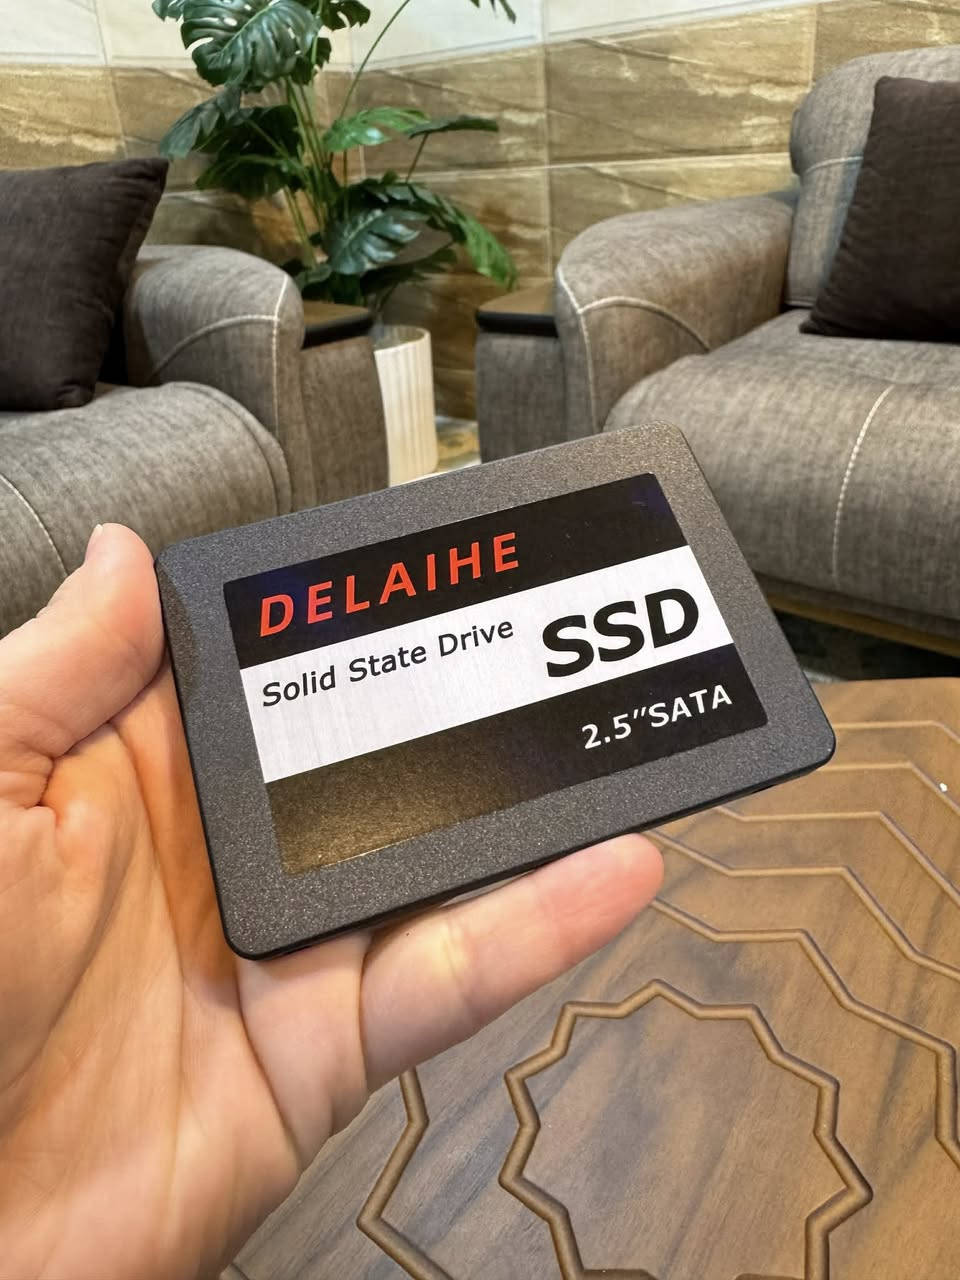 DELAIHE
Solid State Drive
SSD
2.5"SATA